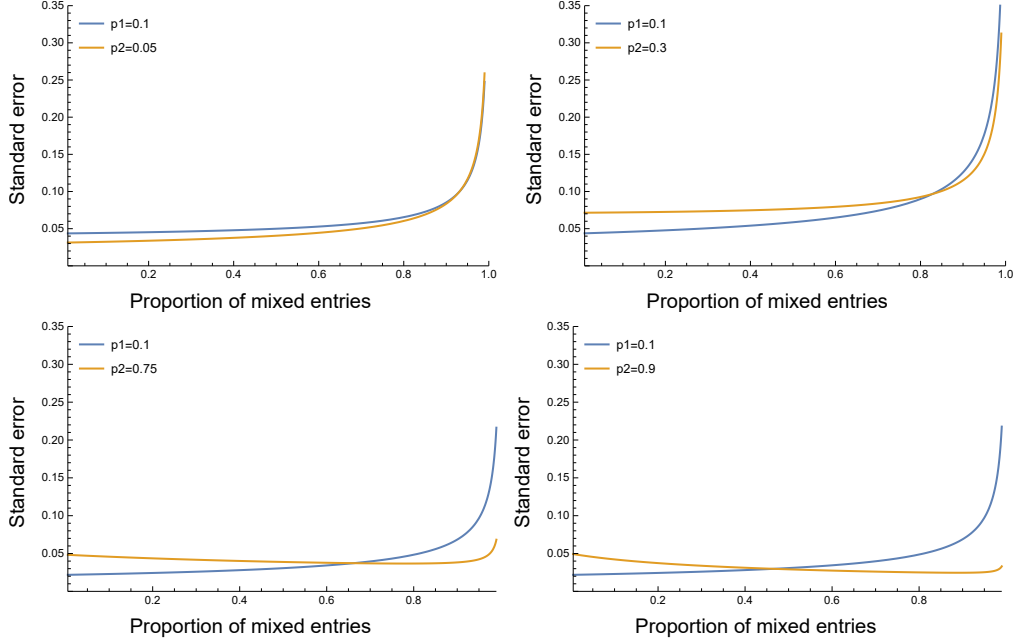 0.35
p1=0.1
0.30
p2=0.05
0.25
0.20
0.15
0.10
0.05
Standard error
0.2 0.4 0.6 0.8 1.0
Proportion of mixed entries
0.35
p1=0.1
0.30
p2=0.3
0.25
0.20
0.15
0.10
0.05
Standard error
0.2 0.4 0.6 0.8 1.0
Proportion of mixed entries
0.35
p1=0.1
0.30
p2=0.75
0.25
0.20
0.15
0.10
0.05
Standard error
0.2 0.4 0.6 0.8
Proportion of mixed entries
0.35
p1=0.1
0.30
p2=0.9
0.25
0.20
0.15
0.10
0.05
Standard error
0.2 0.4 0.6 0.8
Proportion of mixed entries